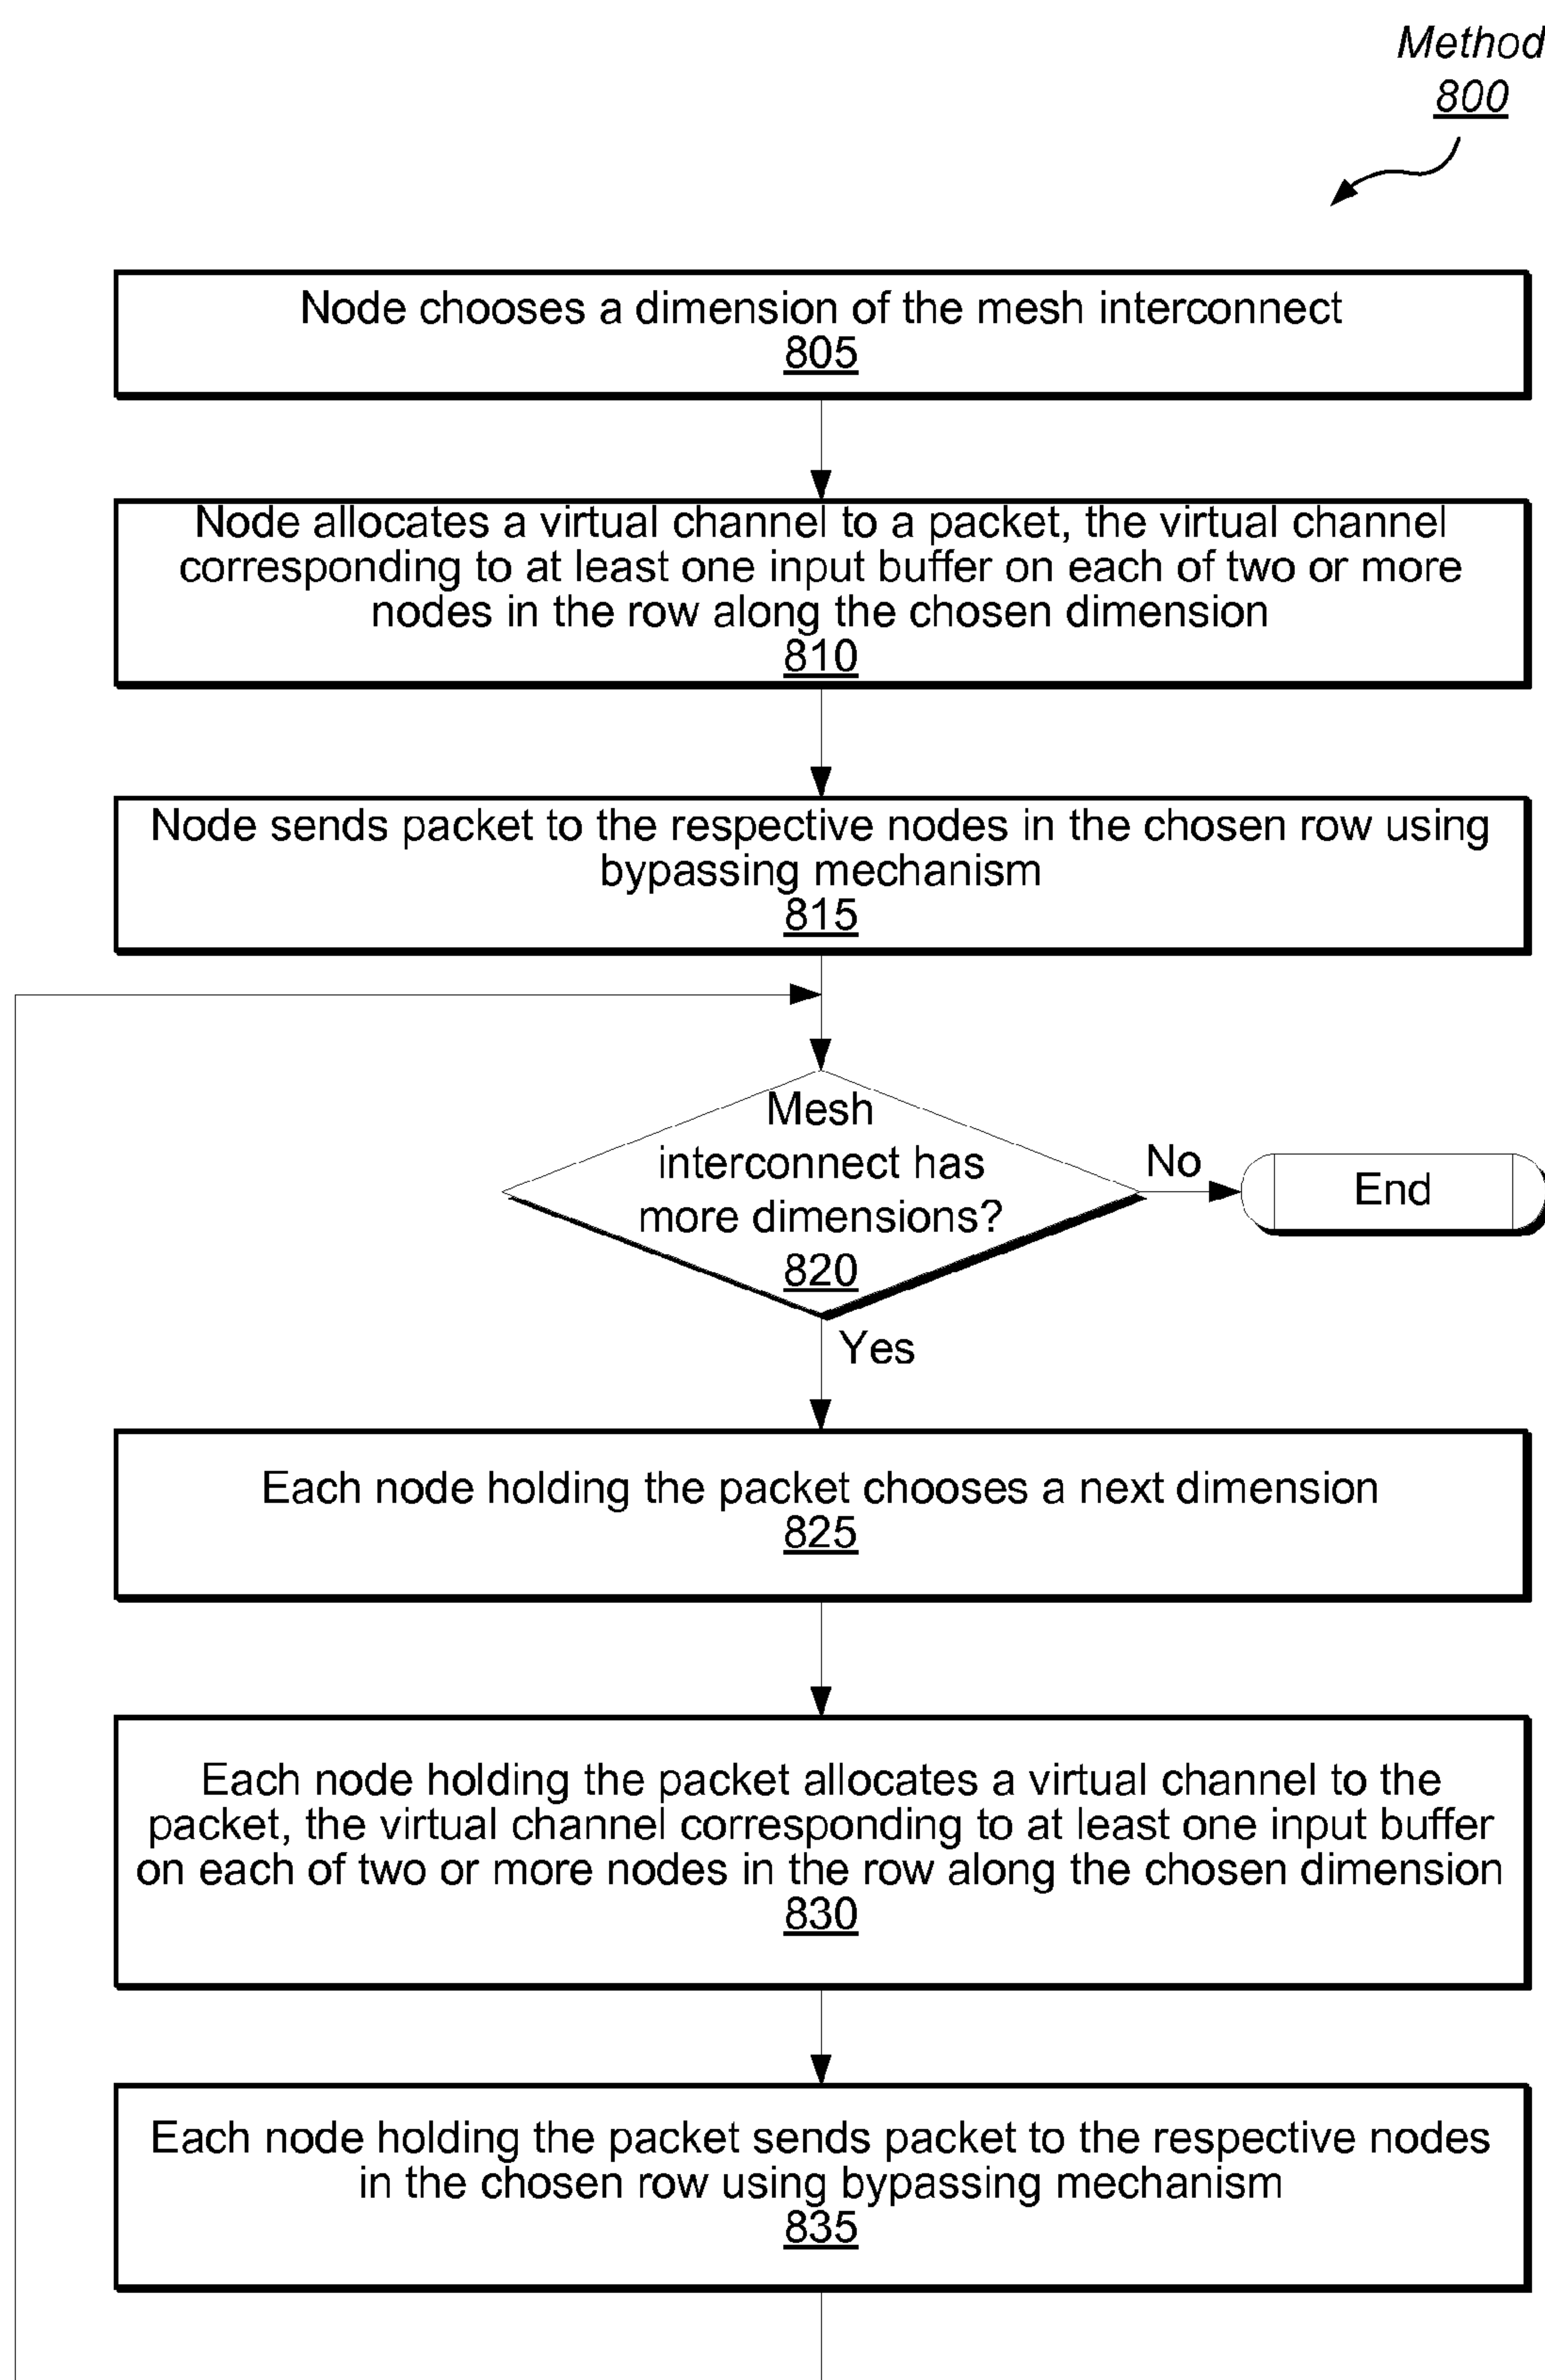 Method
800
Node chooses a dimension of the mesh interconnect
805
Node allocates a virtual channel to a packet, the virtual channel
corresponding to at least one input buffer on each of two or more
nodes in the row along the chosen dimension
810
Node sends packet to the respective nodes in the chosen row using
bypassing mechanism
815
Mesh
interconnect has
more dimensions?
820
No
End
Yes
Each node holding the packet chooses a next dimension
825
Each node holding the packet allocates a virtual channel to the
packet, the virtual channel corresponding to at least one input buffer
on each of two or more nodes in the row along the chosen dimension
830
Each node holding the packet sends packet to the respective nodes
in the chosen row using bypassing mechanism
835